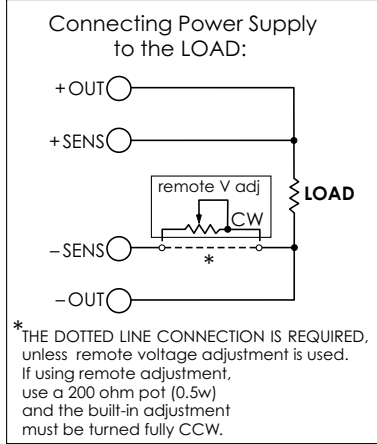 Connecting Power Supply
to the LOAD:
+OUT
+SENS
remote V adj
CW
LOAD
–SENS
*
–OUT
*THE DOTTED LINE CONNECTION IS REQUIRED,
unless remote voltage adjustment is used.
If using remote adjustment,
use a 200 ohm pot (0.5w)
and the built-in adjustment
must be turned fully CCW.